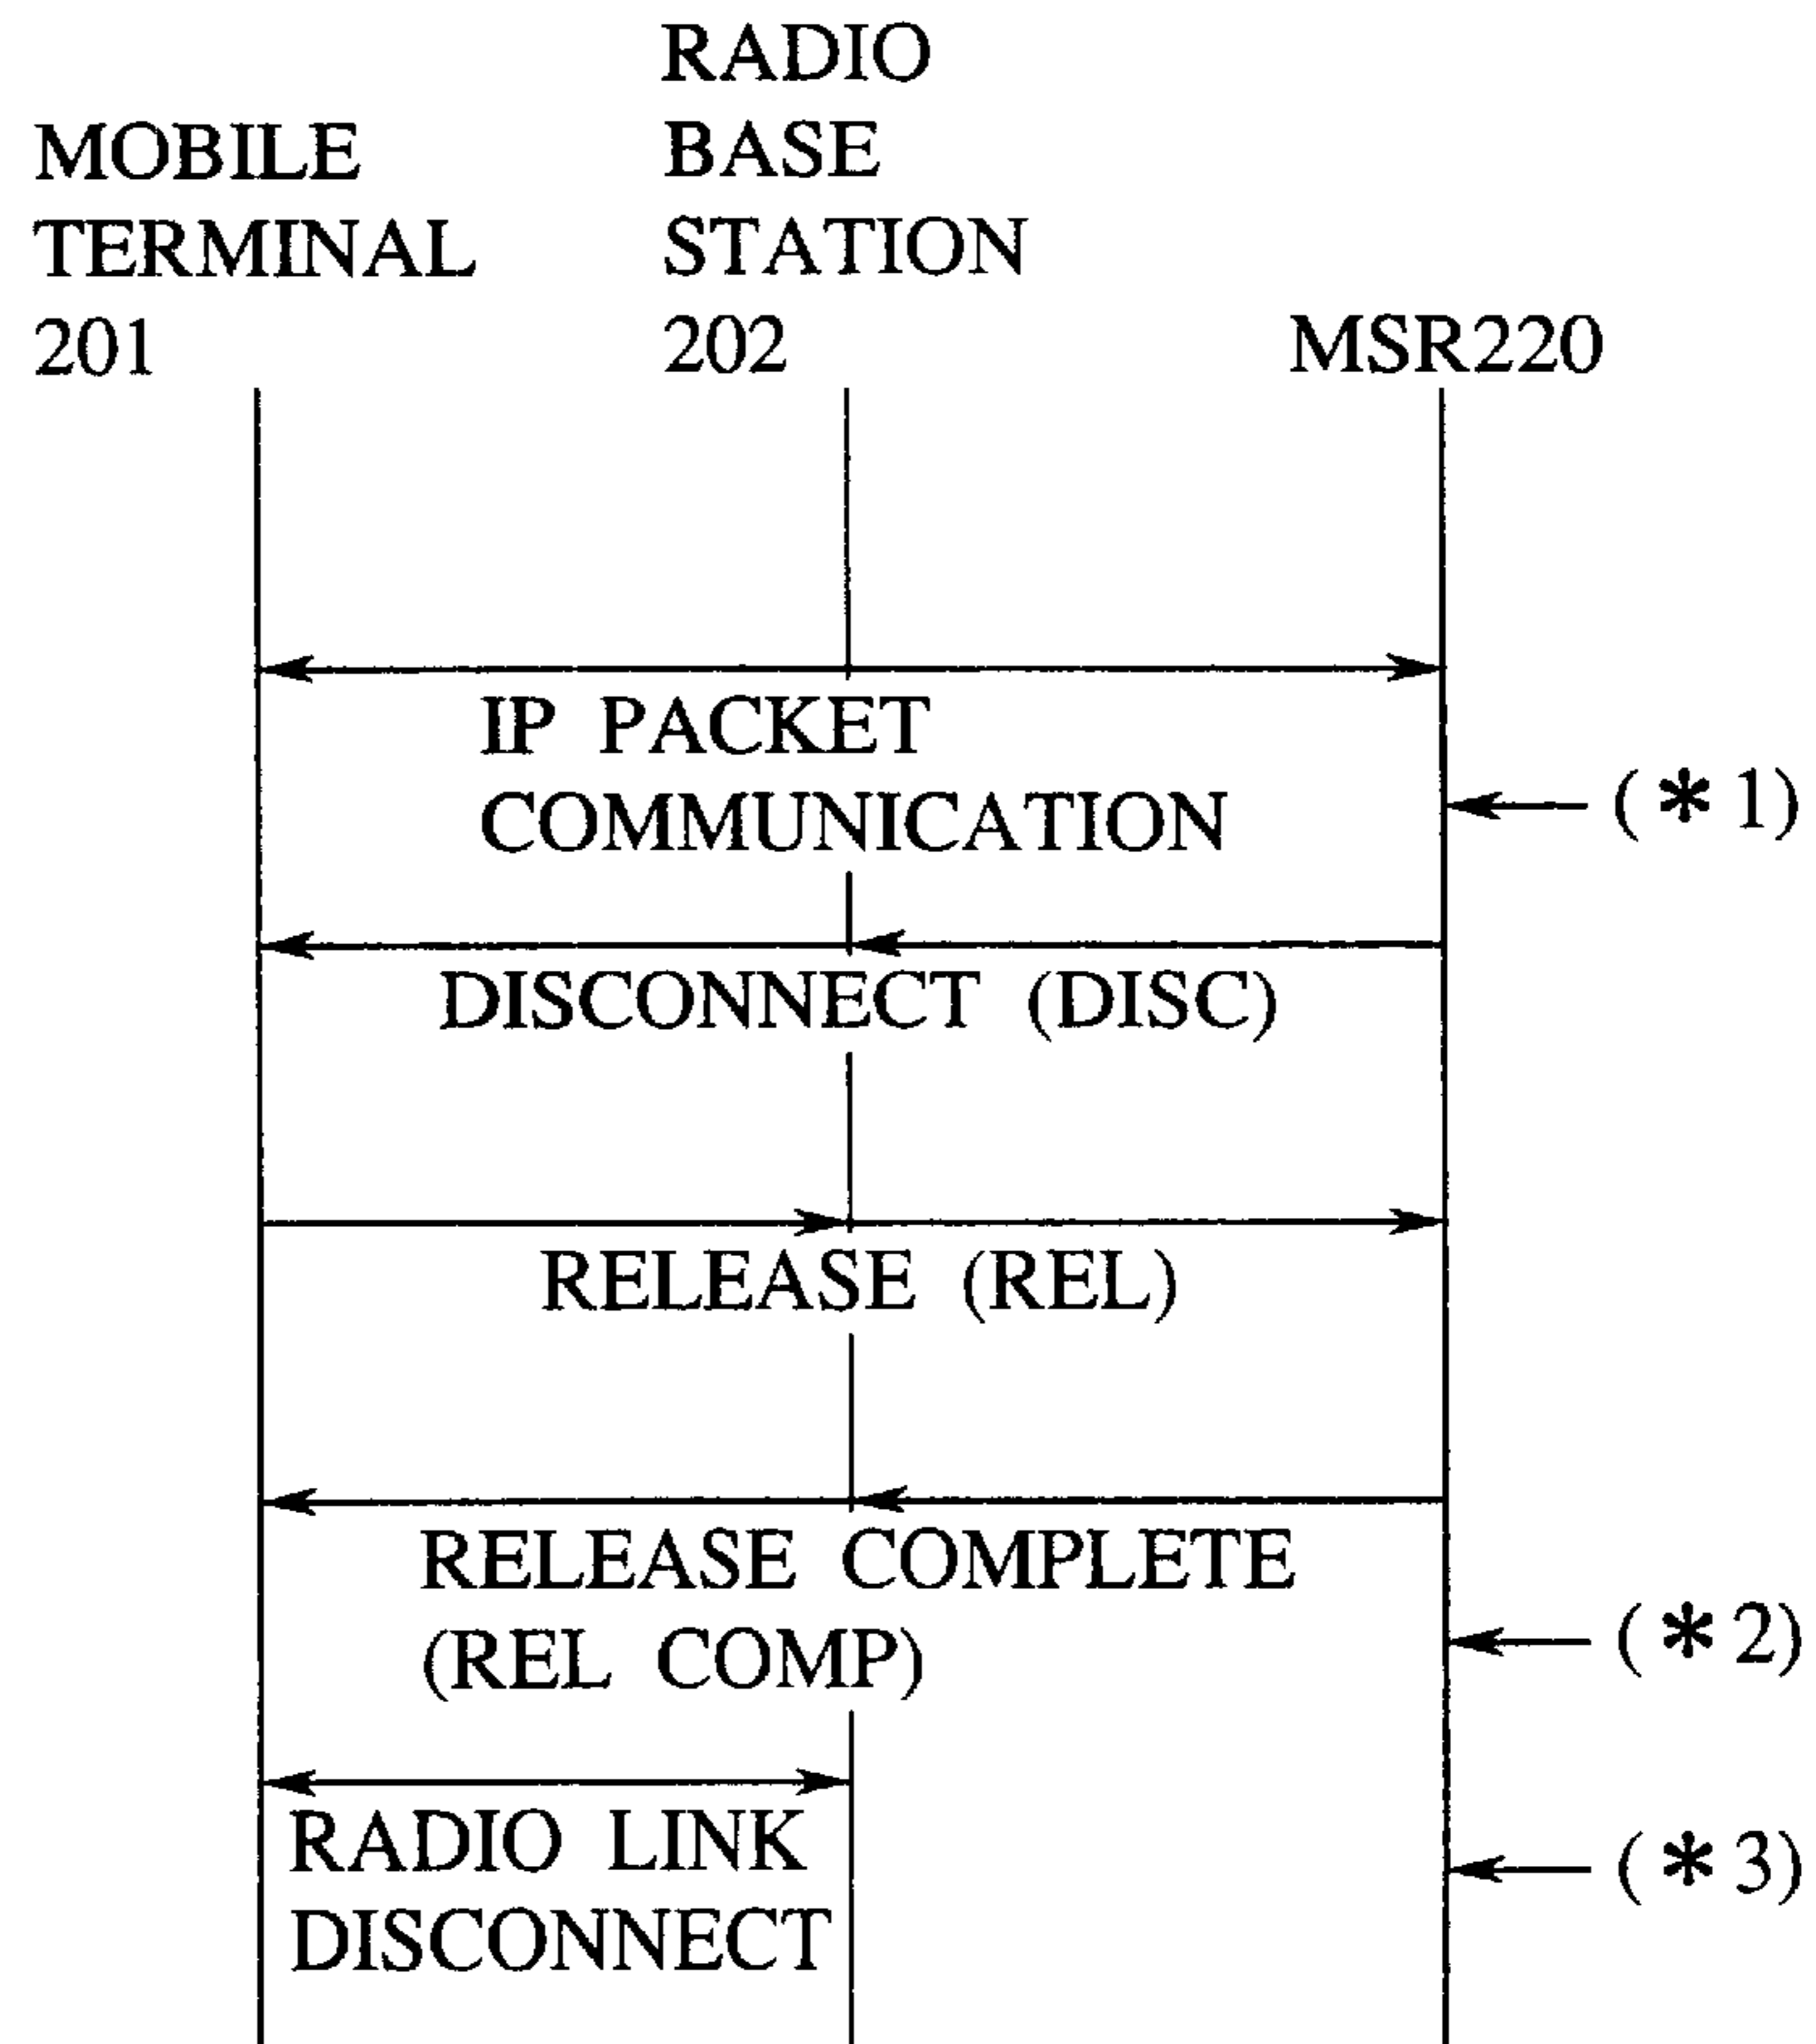 RADIO
BASE
STATION
202
MOBILE
TERMINAL
201
MSR220
IP PACKET
COMMUNICATION
(*1)
DISCONNECT (DISC)
RELEASE (REL)
RELEASE COMPLETE
(REL COMP)
(*2)
RADIO LINK
DISCONNECT
(*3)